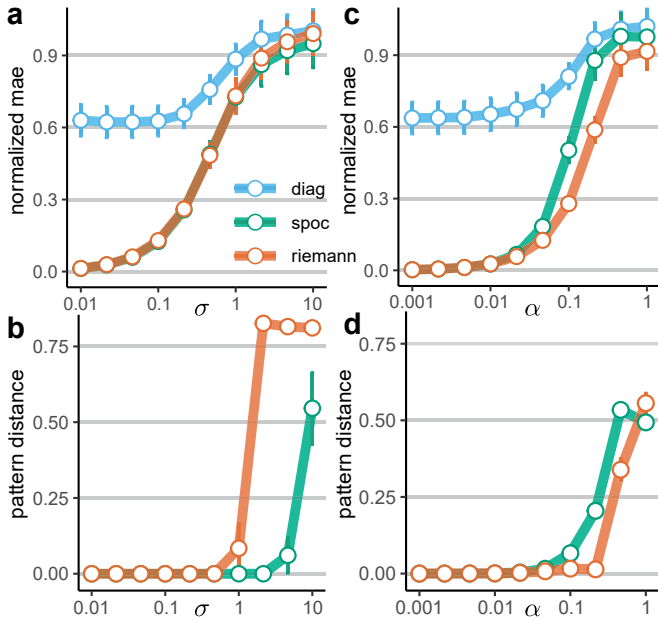 a
normalized mae
0.9
0.6
0.3
0.0
diag
spoc
riemann
0.01 0.1 1 10
σ
c
normalized mae
0.9
0.6
0.3
0.0
0.001 0.01 0.1 1
α
b
pattern distance
0.75
0.50
0.25
0.00
0.01 0.1 1 10
σ
d
pattern distance
0.75
0.50
0.25
0.00
0.001 0.01 0.1 1
α